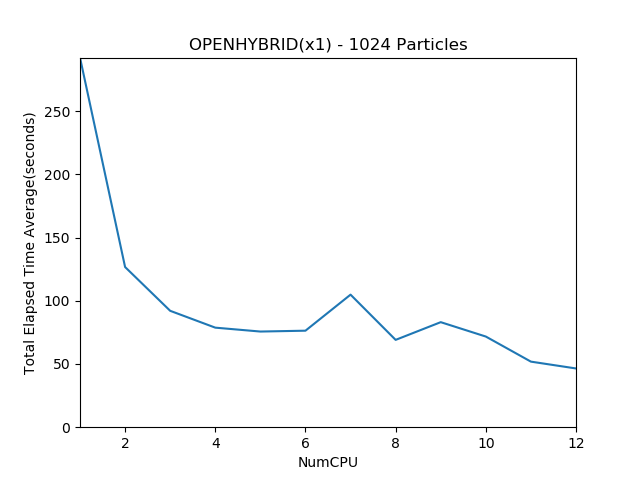 OPENHYBRID(x1) - 1024 Particles
Total Elapsed Time Average(seconds)
250
200
150
100
50
0
2 4 6 8 10 12
NumCPU